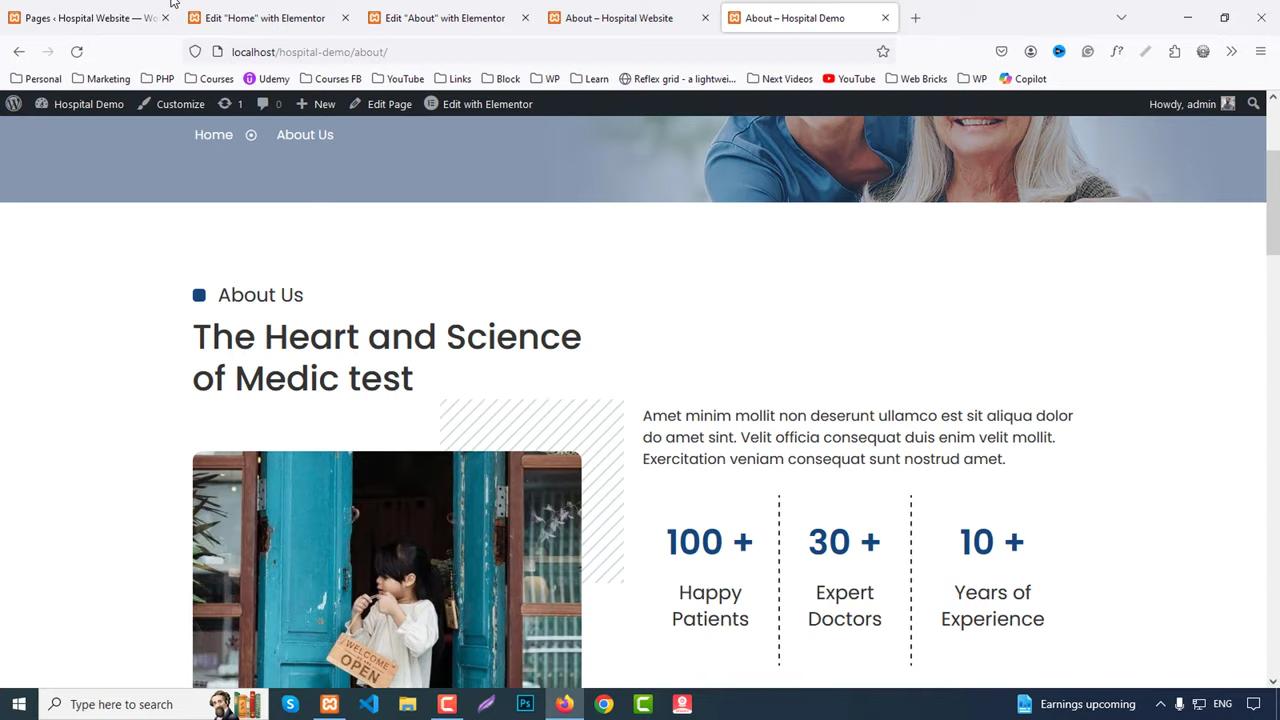 Pages ‹ Hospital Website — Wo
Edit "Home" with Elementor
Edit "About" with Elementor
About – Hospital Website
About – Hospital Demo
localhost/hospital-demo/about/
Personal
Marketing
PHP
Courses
Udemy
Courses FB
YouTube
Links
Block
WP
Learn
Reflex grid - a lightwei...
Next Videos
YouTube
Web Bricks
WP
Copilot
Hospital Demo
Customize
1
0
New
Edit Page
Edit with Elementor
Howdy, admin
Home
About Us
About Us
The Heart and Science
of Medic test
Amet minim mollit non deserunt ullamco est sit aliqua dolor
do amet sint. Velit officia consequat duis enim velit mollit.
Exercitation veniam consequat sunt nostrud amet.
100 +
30 +
10 +
Happy
Patients
Expert
Doctors
Years of
Experience
WELCOME
OPEN
Type here to search
Earnings upcoming
ENG